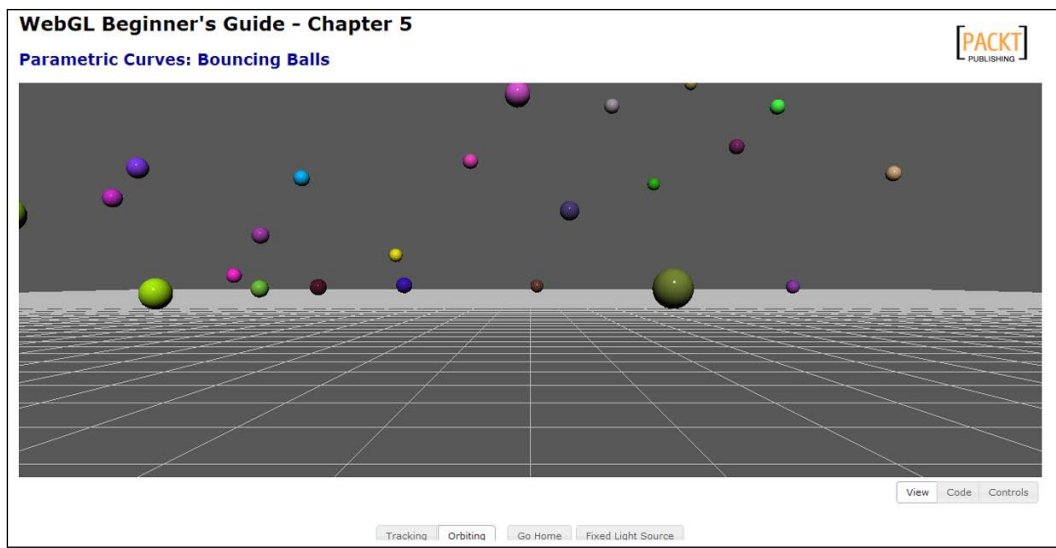 WebGL Beginner's Guide - Chapter 5
[PACKT]
PUBLISHING
Parametric Curves: Bouncing Balls
View Code Controls
Tracking Orbiting Go Home Fixed Light Source